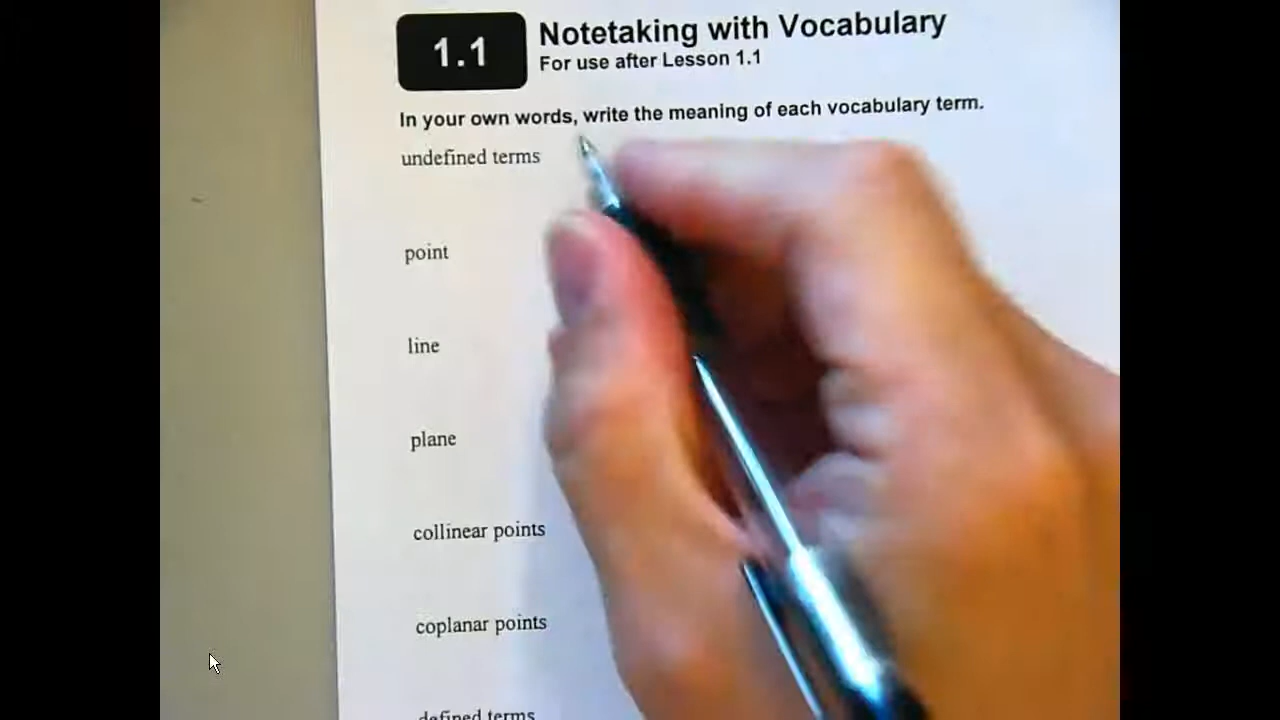 1.1
Notetaking with Vocabulary
For use after Lesson 1.1
In your own words, write the meaning of each vocabulary term.
undefined terms
point
line
plane
collinear points
coplanar points
defined terms